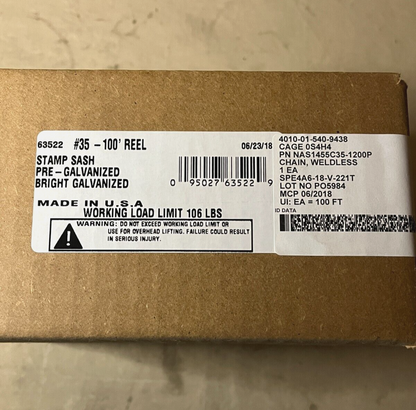 63522 #35 – 100' REEL 06/23/18
STAMP SASH
PRE – GALVANIZED
BRIGHT GALVANIZED
0 95027 63522 9
MADE IN U.S.A
WORKING LOAD LIMIT 106 LBS
WARNING: DO NOT EXCEED WORKING LOAD LIMIT OR
USE FOR OVERHEAD LIFTING. FAILURE COULD RESULT
IN SERIOUS INJURY.
4010-01-540-9438
CAGE 0S4H4
PN NAS1455C35-1200P
CHAIN, WELDLESS
1 EA
SPE4A6-18-V-221T
LOT NO PO5984
MCP 06/2018
UI: EA = 100 FT
ID DATA